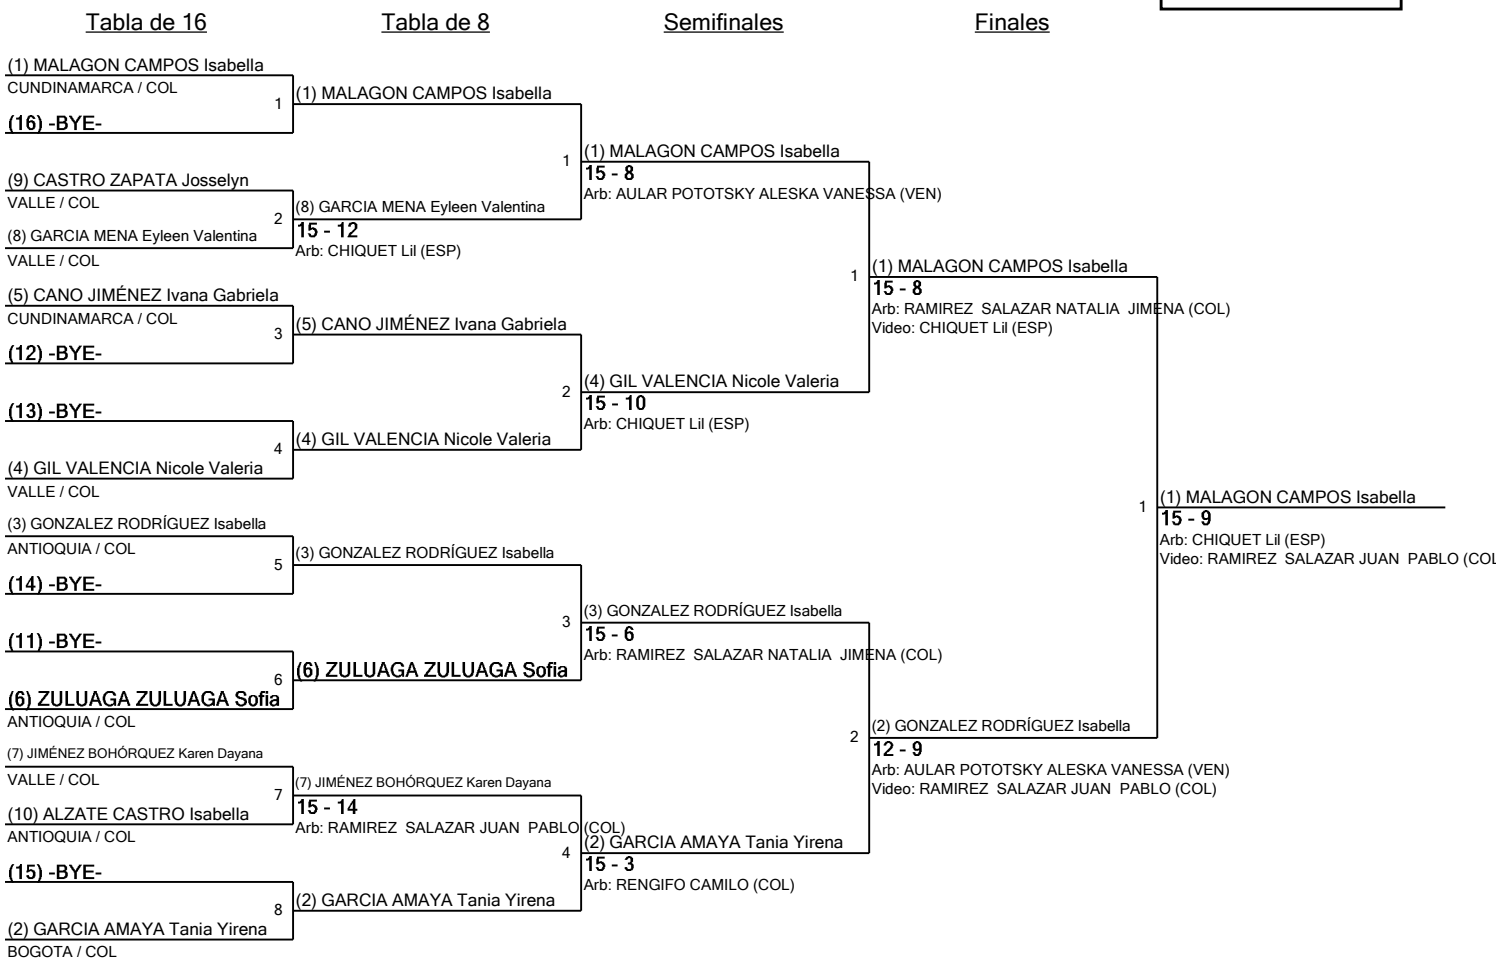 Tabla de 16
Tabla de 8
Semifinales
Finales
(1) MALAGON CAMPOS Isabella
CUNDINAMARCA / COL
1
(16) -BYE-
(9) CASTRO ZAPATA Josselyn
VALLE / COL
2
(8) GARCIA MENA Eyleen Valentina
VALLE / COL
(5) CANO JIMÉNEZ Ivana Gabriela
CUNDINAMARCA / COL
3
(12) -BYE-
(13) -BYE-
4
(4) GIL VALENCIA Nicole Valeria
VALLE / COL
(3) GONZALEZ RODRÍGUEZ Isabella
ANTIOQUIA / COL
5
(14) -BYE-
(11) -BYE-
6
(6) ZULUAGA ZULUAGA Sofia
ANTIOQUIA / COL
(7) JIMÉNEZ BOHÓRQUEZ Karen Dayana
VALLE / COL
7
(10) ALZATE CASTRO Isabella
ANTIOQUIA / COL
(15) -BYE-
8
(2) GARCIA AMAYA Tania Yirena
BOGOTA / COL
(1) MALAGON CAMPOS Isabella
1
(8) GARCIA MENA Eyleen Valentina
15 - 12
Arb: CHIQUET Lil (ESP)
(5) CANO JIMÉNEZ Ivana Gabriela
2
(4) GIL VALENCIA Nicole Valeria
(3) GONZALEZ RODRÍGUEZ Isabella
3
(6) ZULUAGA ZULUAGA Sofia
(7) JIMÉNEZ BOHÓRQUEZ Karen Dayana
15 - 14
Arb: RAMIREZ  SALAZAR JUAN  PABLO (COL)
4
(2) GARCIA AMAYA Tania Yirena
(1) MALAGON CAMPOS Isabella
15 - 8
Arb: AULAR POTOTSKY ALESKA VANESSA (VEN)
1
(4) GIL VALENCIA Nicole Valeria
15 - 10
Arb: CHIQUET Lil (ESP)
(3) GONZALEZ RODRÍGUEZ Isabella
15 - 6
Arb: RAMIREZ  SALAZAR NATALIA  JIMENA (COL)
2
(2) GARCIA AMAYA Tania Yirena
15 - 3
Arb: RENGIFO CAMILO (COL)
(1) MALAGON CAMPOS Isabella
15 - 8
Arb: RAMIREZ  SALAZAR NATALIA  JIMENA (COL)
Video: CHIQUET Lil (ESP)
1
(2) GONZALEZ RODRÍGUEZ Isabella
12 - 9
Arb: AULAR POTOTSKY ALESKA VANESSA (VEN)
Video: RAMIREZ  SALAZAR JUAN  PABLO (COL)
(1) MALAGON CAMPOS Isabella
15 - 9
Arb: CHIQUET Lil (ESP)
Video: RAMIREZ  SALAZAR JUAN  PABLO (COL